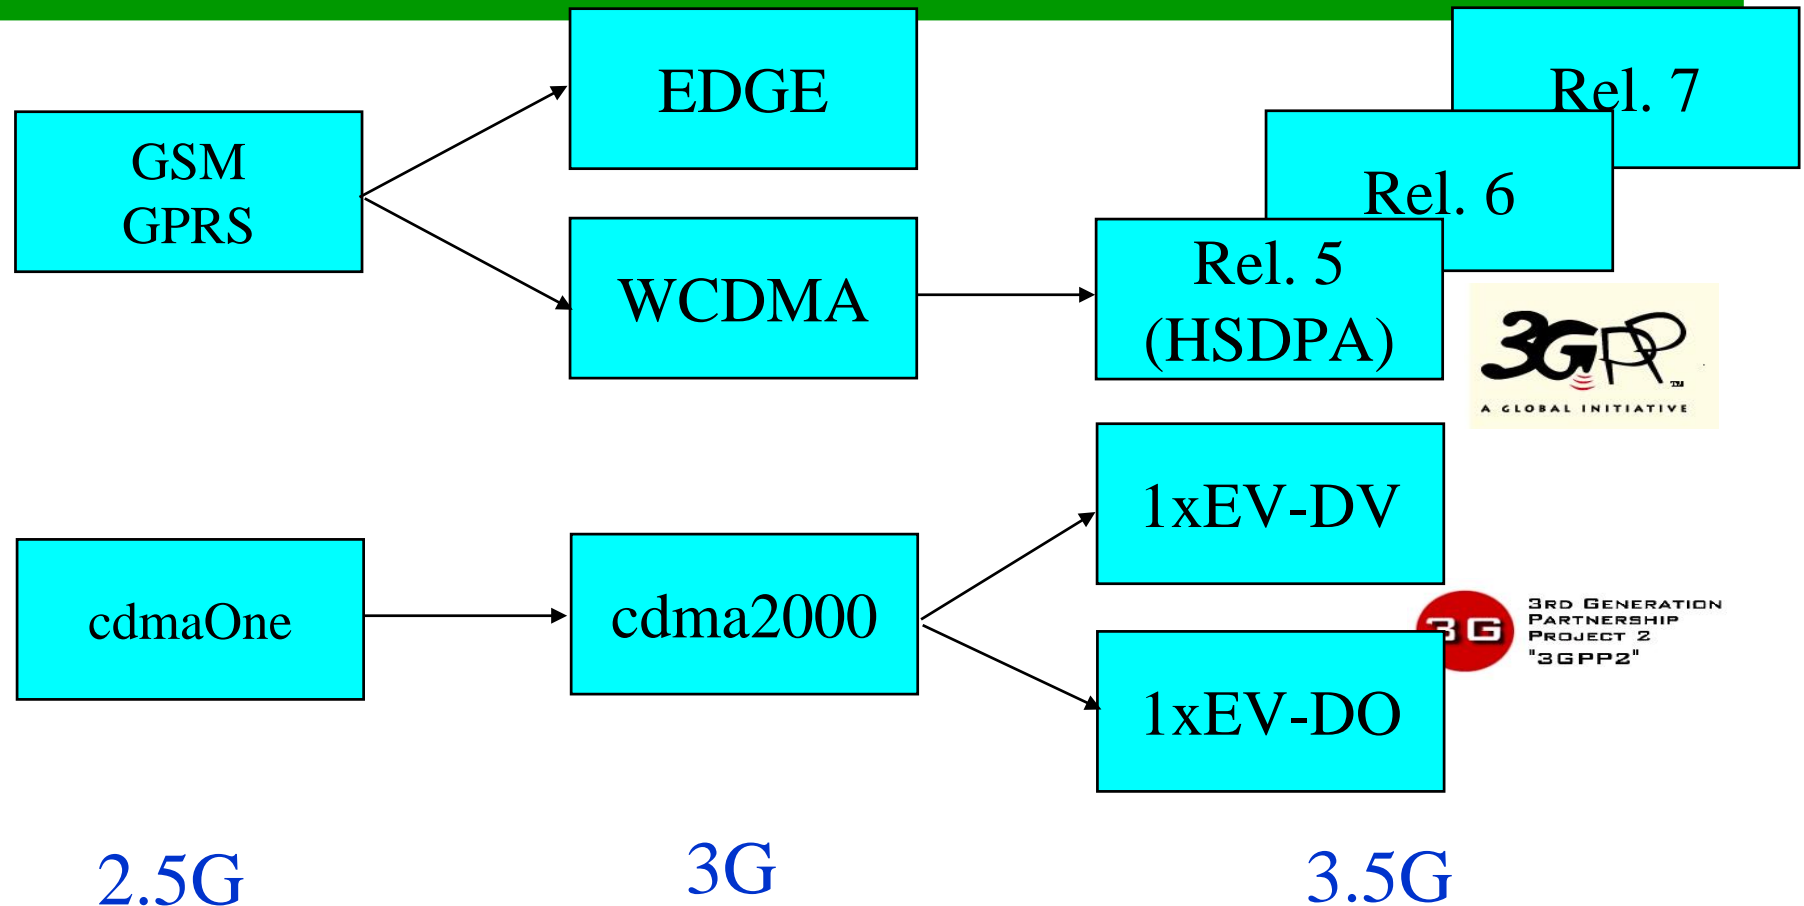 EDGE
Rel. 7
GSM
GPRS
Rel. 6
WCDMA
Rel. 5
(HSDPA)
3GPP™
A GLOBAL INITIATIVE
1xEV-DV
cdmaOne
cdma2000
3G
3RD GENERATION
PARTNERSHIP
PROJECT 2
"3GPP2"
1xEV-DO
2.5G
3G
3.5G